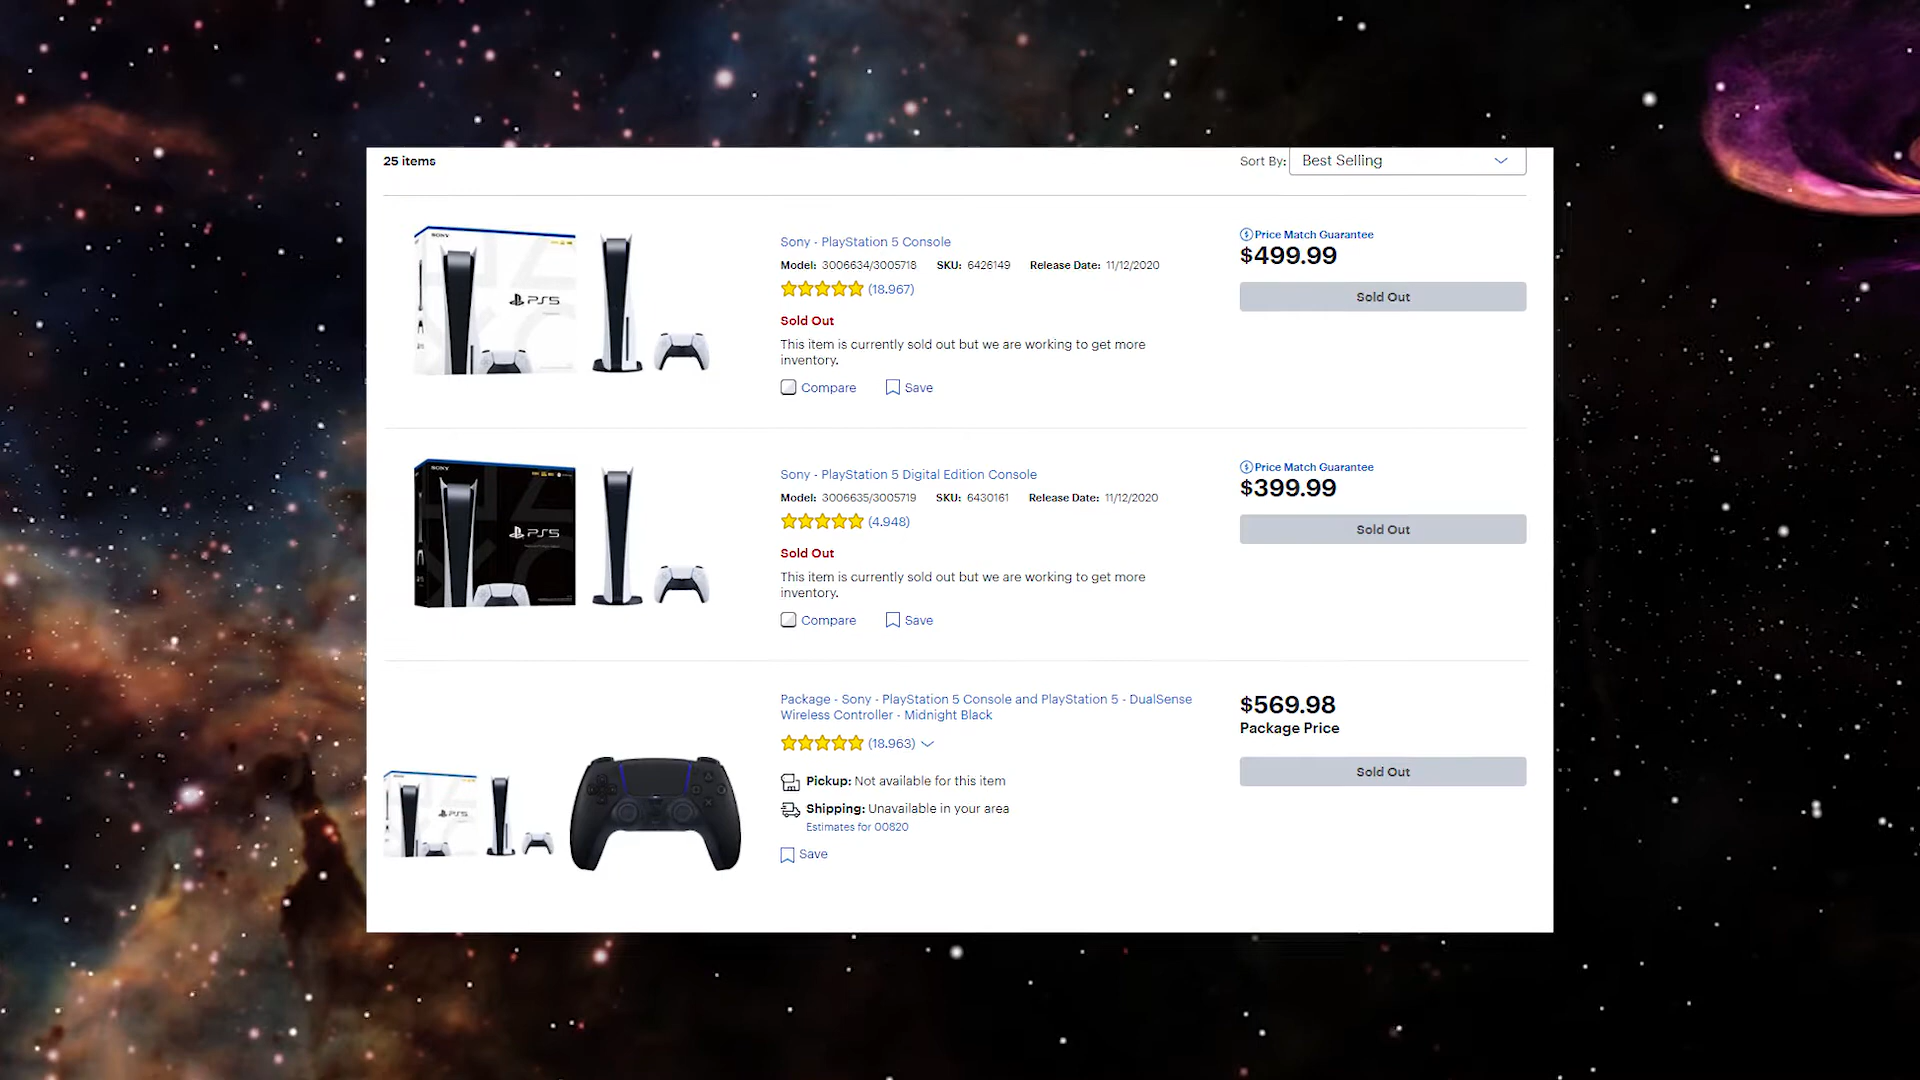 25 items
Sort By: Best Selling
SONY
PS5
Sony - PlayStation 5 Console
Model: 3006634/3005718 SKU: 6426149 Release Date: 11/12/2020
(18.967)
Sold Out
This item is currently sold out but we are working to get more
inventory.
Compare Save
Price Match Guarantee
$499.99
Sold Out
SONY
PS5
Sony - PlayStation 5 Digital Edition Console
Model: 3006635/3005719 SKU: 6430161 Release Date: 11/12/2020
(4.948)
Sold Out
This item is currently sold out but we are working to get more
inventory.
Compare Save
Price Match Guarantee
$399.99
Sold Out
PS5
Package - Sony - PlayStation 5 Console and PlayStation 5 - DualSense
Wireless Controller - Midnight Black
(18.963)
Pickup: Not available for this item
Shipping: Unavailable in your area
Estimates for 00820
Save
$569.98
Package Price
Sold Out